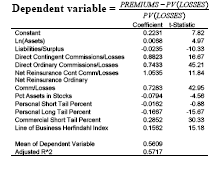 Dependent variable = PREMIUMS - PV(LOSSES)
PV(LOSSES)
Coefficient t-Statistic
Constant 0.2231 7.82
Ln(Assets) 0.0068 4.97
Liabilities/Surplus -0.0235 -10.33
Direct Contingent Commissions/Losses 0.8823 16.67
Direct Ordinary Commissions/Losses 0.7433 45.21
Net Reinsurance Cont Comm/Losses 1.0535 11.84
Net Reinsurance Ordinary
Comm/Losses 0.7283 42.95
Pct Assets in Stocks -0.0794 -4.56
Personal Short Tail Percent -0.0162 -0.88
Personal Long Tail Percent -0.1667 -15.67
Commercial Short Tail Percent 0.2852 30.33
Line of Business Herfindahl Index 0.1562 15.18
Mean of Dependent Variable 0.5609
Adjusted R^2 0.5717